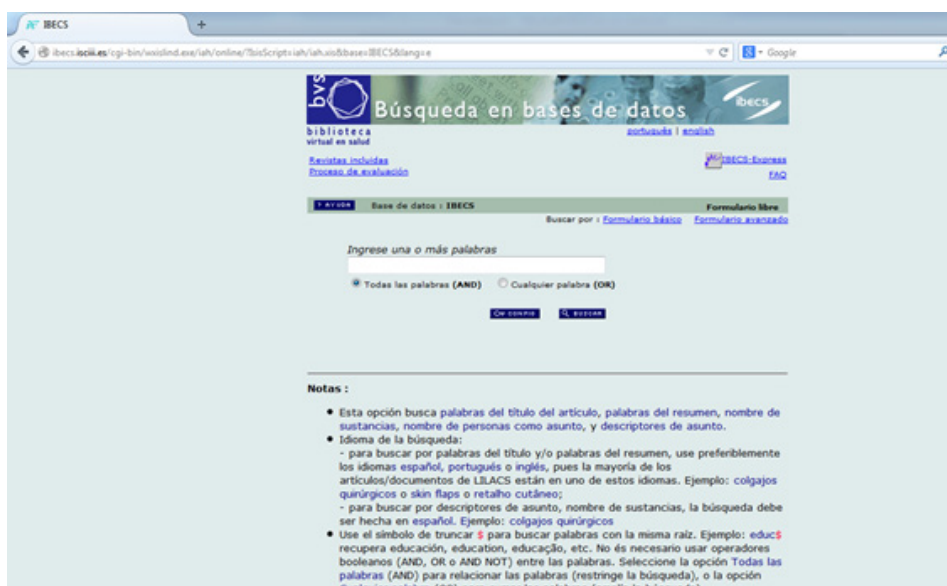 IBECS
ibecs.isciii.es/cgi-bin/wxislind.exe/iah/online/?IsisScript=iah/iah.xis&base=IBECS&lang=e
Google
bvs
Búsqueda en bases de datos
ibecs
biblioteca
virtual en salud
português | english
Revistas incluidas
Proceso de evaluación
IBECS-Express
FAQ
? AYUDA
Base de datos : IBECS
Formulario libre
Buscar por : Formulario básico Formulario avanzado
Ingrese una o más palabras
Todas las palabras (AND) Cualquier palabra (OR)
CONFIG BUSCAR
Notas :
Esta opción busca palabras del título del artículo, palabras del resumen, nombre de
sustancias, nombre de personas como asunto, y descriptores de asunto.
Idioma de la búsqueda:
- para buscar por palabras del título y/o palabras del resumen, use preferiblemente
los idiomas español, portugués o inglés, pues la mayoría de los
artículos/documentos de LILACS están en uno de estos idiomas. Ejemplo: colgajos
quirúrgicos o skin flaps o retalho cutâneo;
- para buscar por descriptores de asunto, nombre de sustancias, la búsqueda debe
ser hecha en español. Ejemplo: colgajos quirúrgicos
Use el símbolo de truncar $ para buscar palabras con la misma raíz. Ejemplo: educ$
recupera educación, education, educação, etc. No és necesario usar operadores
booleanos (AND, OR o AND NOT) entre las palabras. Seleccione la opción Todas las
palabras (AND) para relacionar las palabras (restringe la búsqueda), o la opción